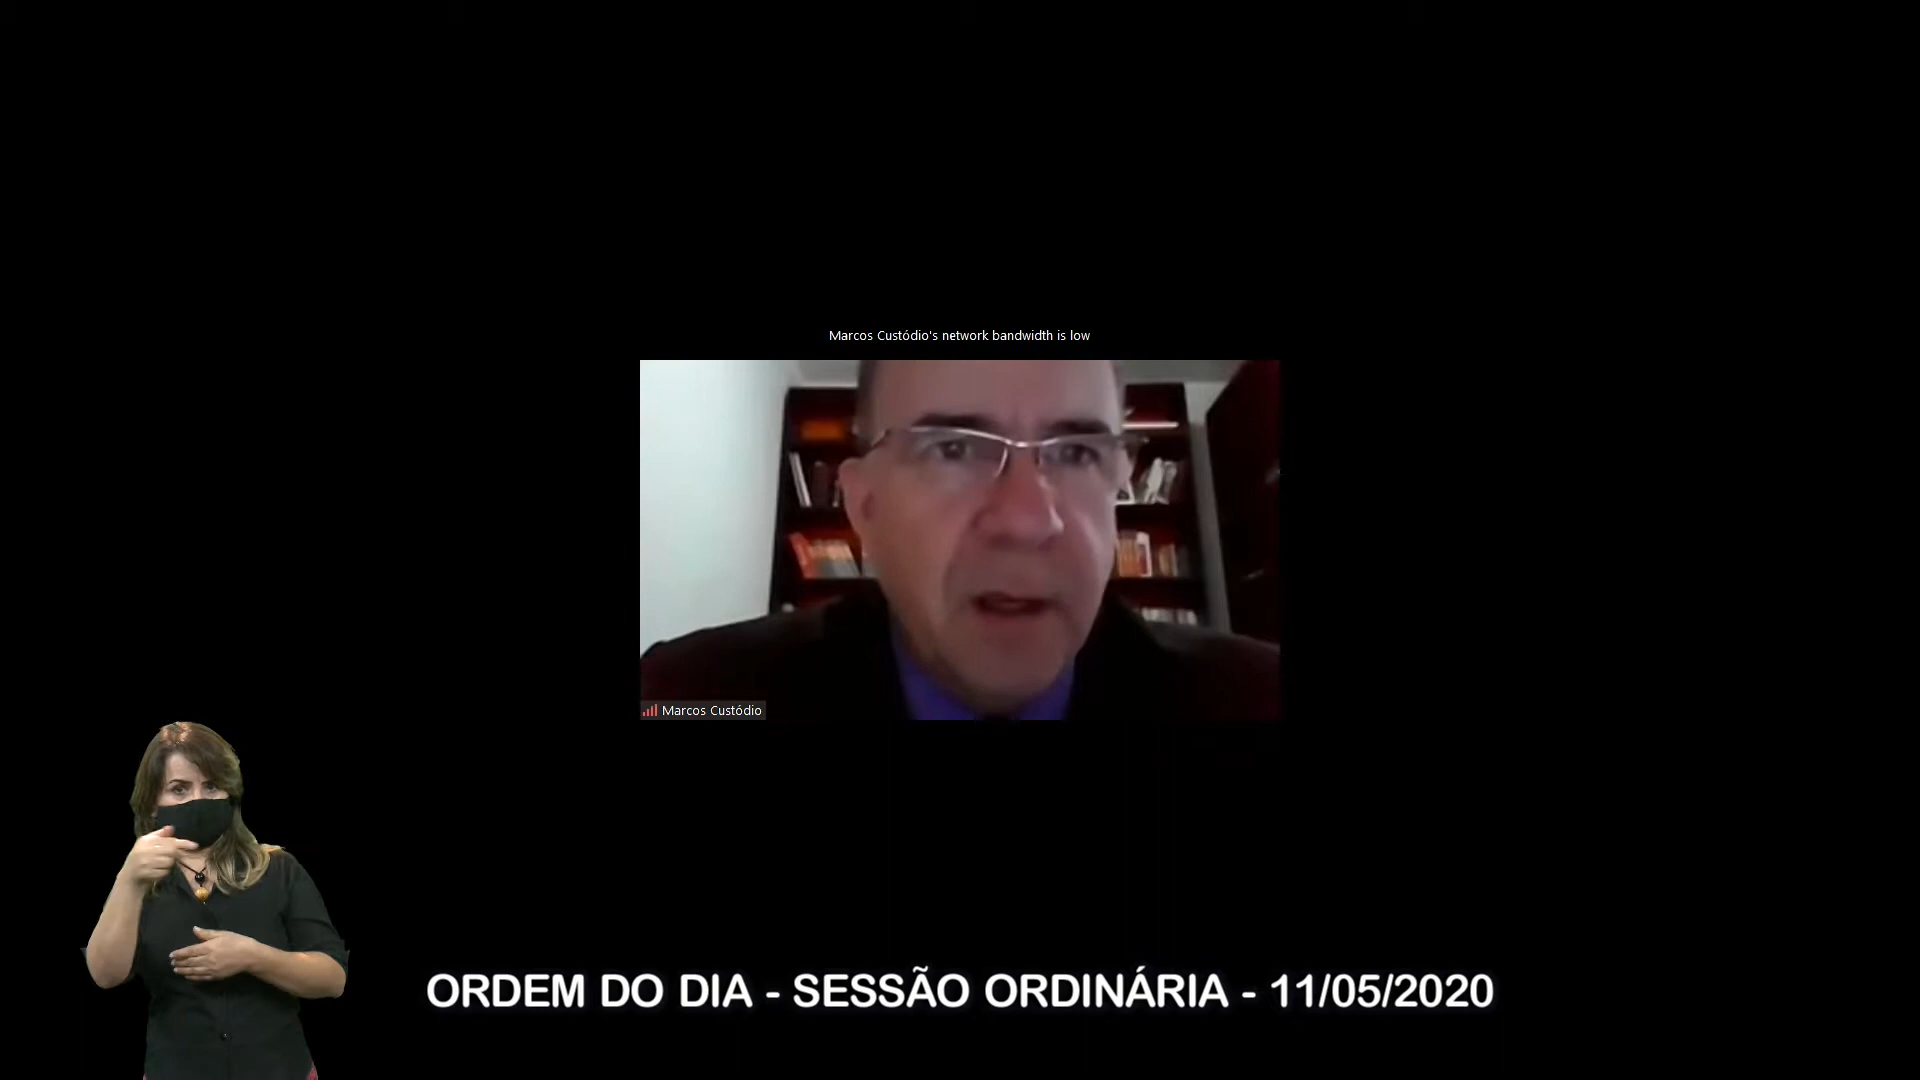 Marcos Custódio's network bandwidth is low
Marcos Custódio
ORDEM DO DIA - SESSÃO ORDINÁRIA - 11/05/2020